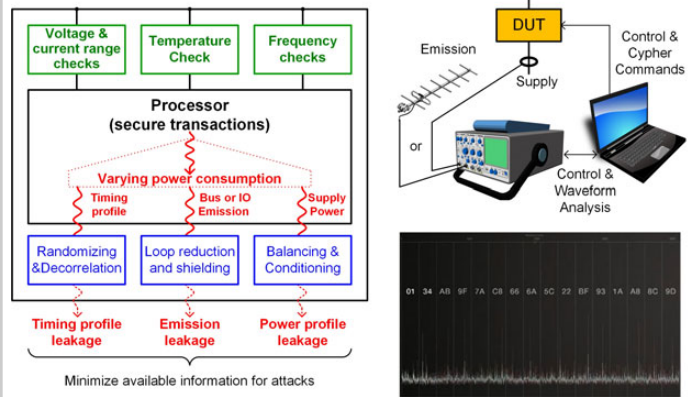 Voltage &
current range
checks
Temperature
Check
Frequency
checks
Processor
(secure transactions)
Varying power consumption
Timing
profile
Bus or IO
Emission
Supply
Power
Randomizing
&Decorrelation
Loop reduction
and shielding
Balancing &
Conditioning
Timing profile
leakage
Emission
leakage
Power profile
leakage
Minimize available information for attacks
DUT
Emission
Supply
Control &
Cypher
Commands
or
Control &
Waveform
Analysis
01 34 AB 9F 7A C8 66 6A 5C 22 BF 93 1A A8 8C 9D